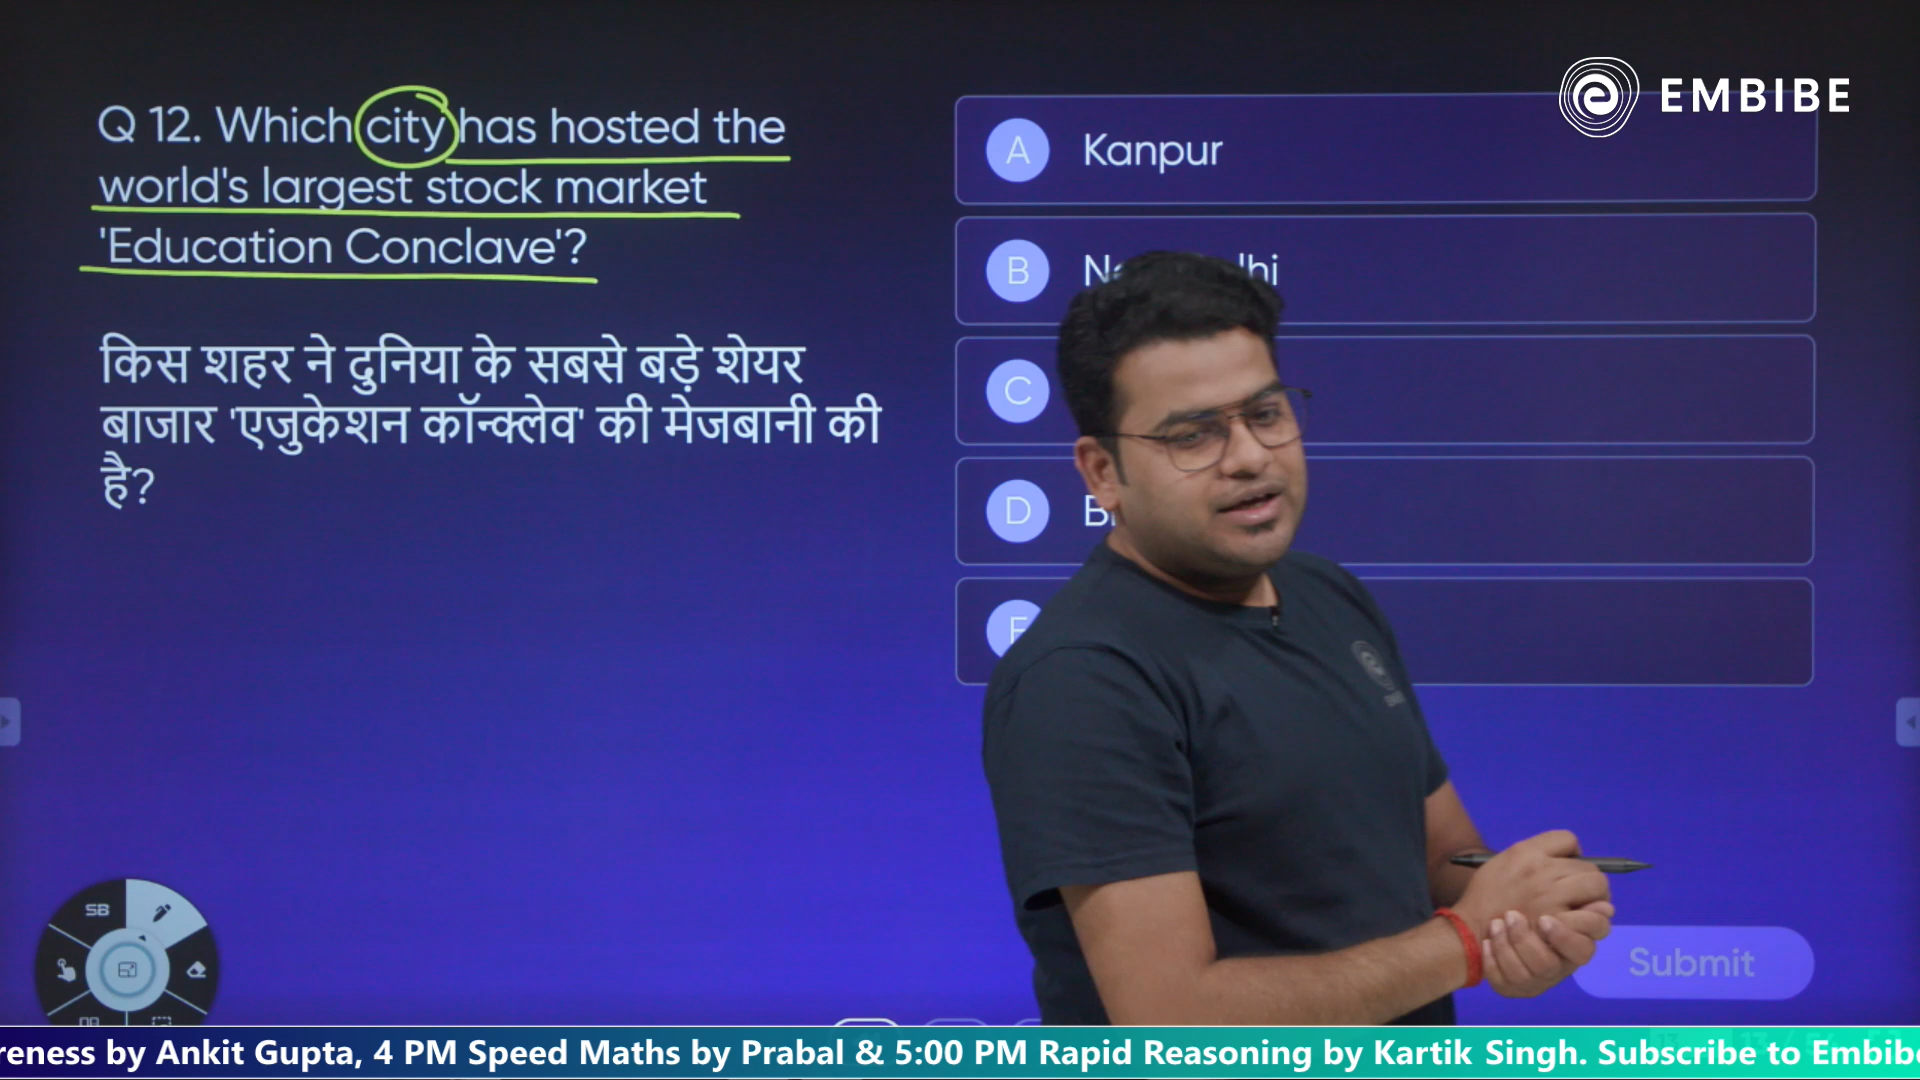 EMBIBE
Q 12. Which city has hosted the
world's largest stock market
'Education Conclave'?
किस शहर ने दुनिया के सबसे बड़े शेयर
बाजार 'एजुकेशन कॉन्क्लेव' की मेजबानी की
है?
A Kanpur
B
C
D
SB
Submit
by Ankit Gupta, 4 PM Speed Maths by Prabal & 5:00 PM Rapid Reasoning by Kartik Singh. Subscribe to